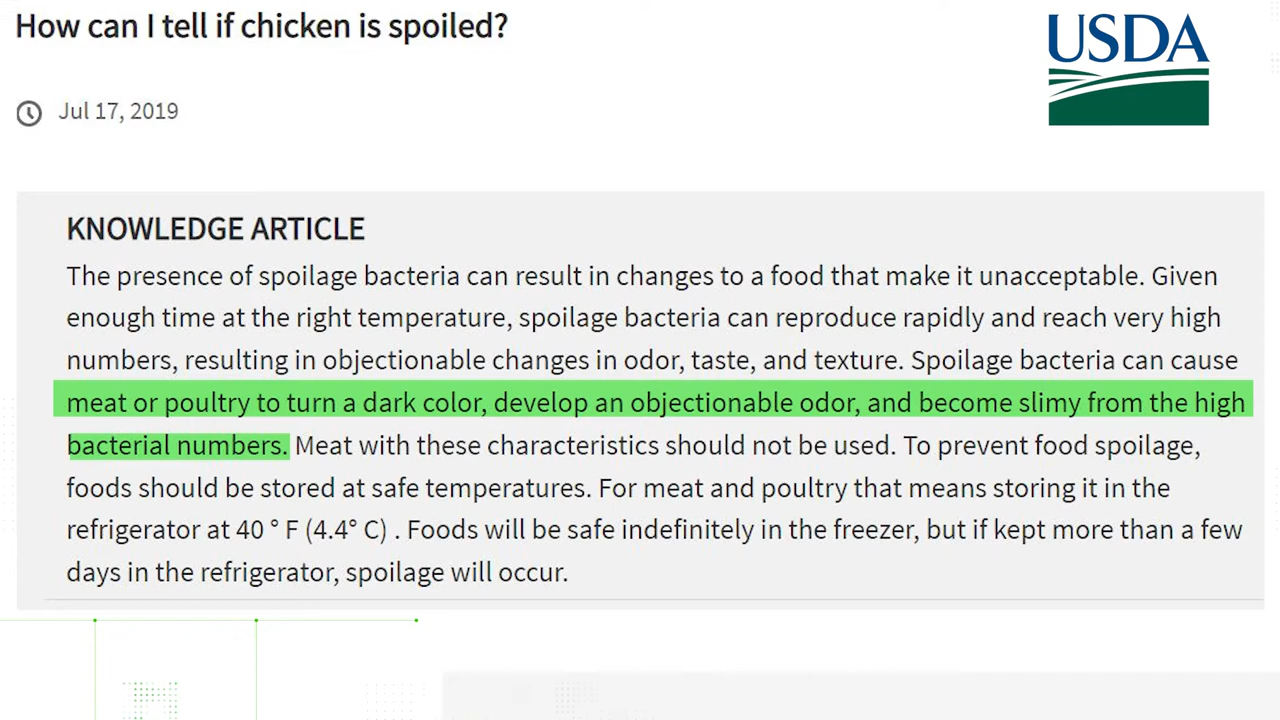 How can I tell if chicken is spoiled?
USDA
Jul 17, 2019
KNOWLEDGE ARTICLE
The presence of spoilage bacteria can result in changes to a food that make it unacceptable. Given
enough time at the right temperature, spoilage bacteria can reproduce rapidly and reach very high
numbers, resulting in objectionable changes in odor, taste, and texture. Spoilage bacteria can cause
meat or poultry to turn a dark color, develop an objectionable odor, and become slimy from the high
bacterial numbers. Meat with these characteristics should not be used. To prevent food spoilage,
foods should be stored at safe temperatures. For meat and poultry that means storing it in the
refrigerator at 40 ° F (4.4° C) . Foods will be safe indefinitely in the freezer, but if kept more than a few
days in the refrigerator, spoilage will occur.